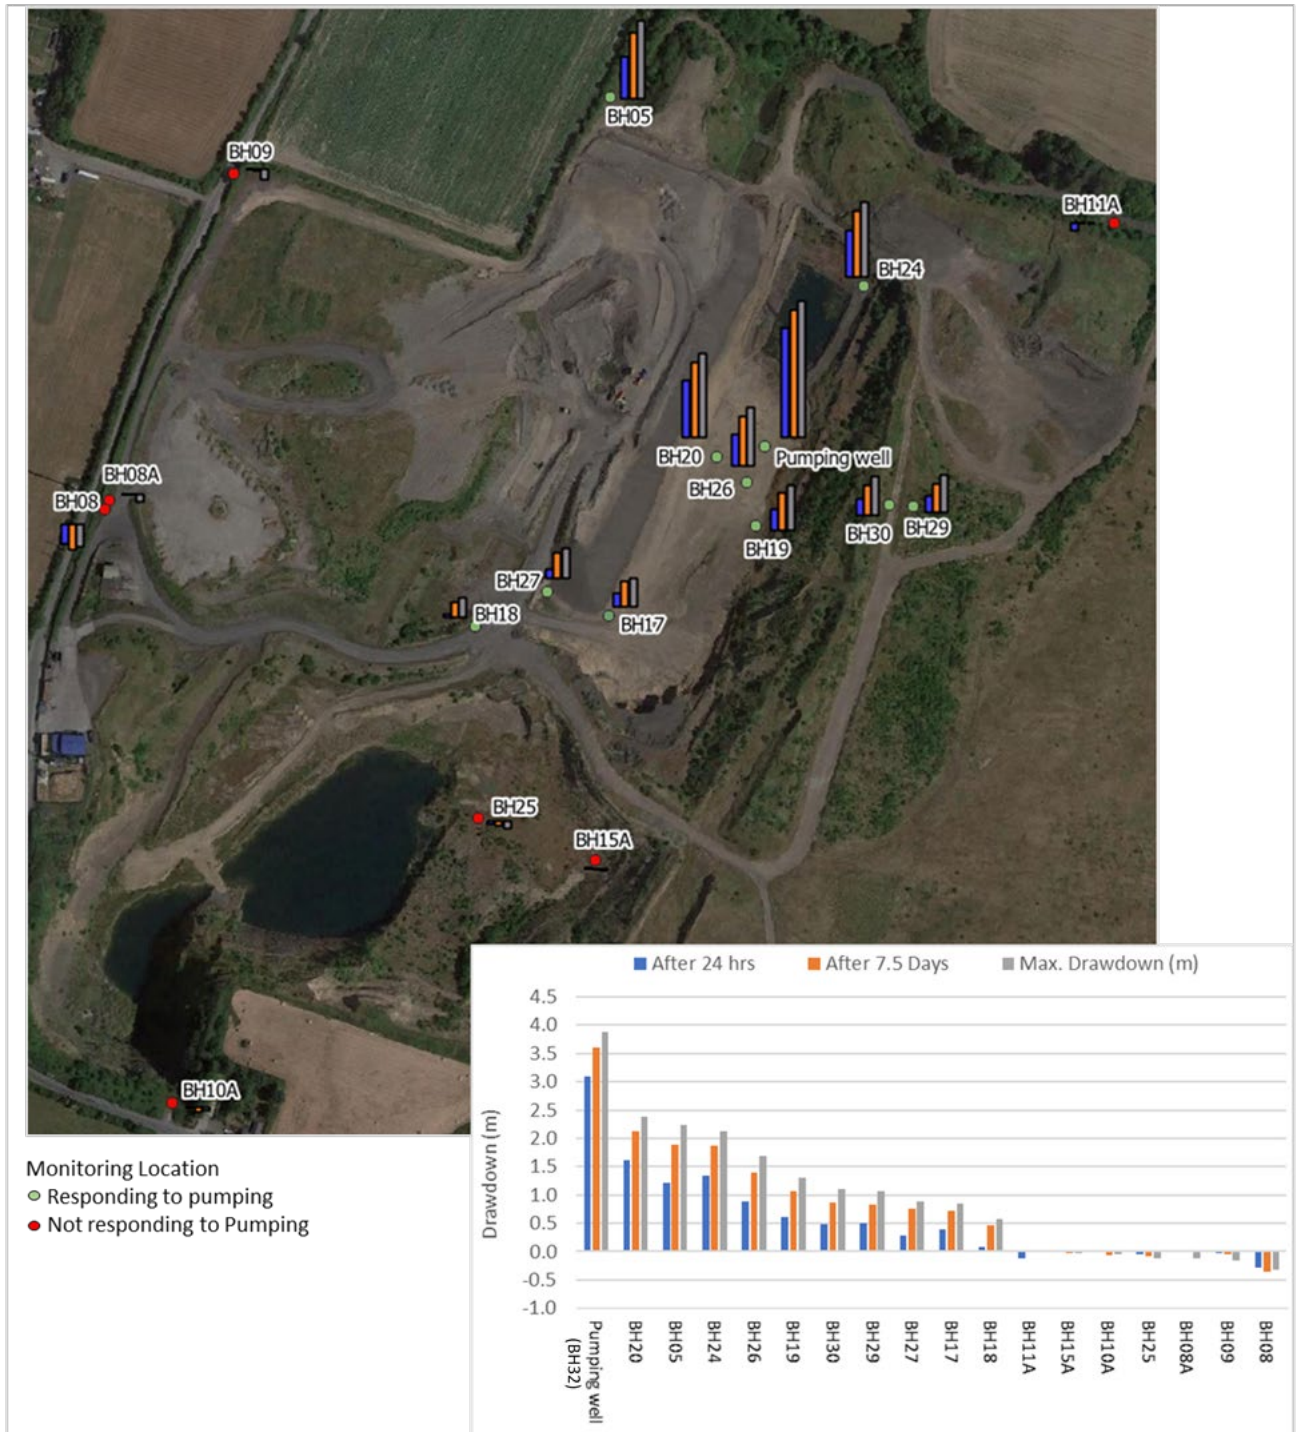 BH05
BH09
BH11A
BH24
BH20
Pumping well
BH26
BH08A
BH08
BH19
BH30
BH29
BH27
BH18
BH17
BH25
BH15A
BH10A
Monitoring Location
Responding to pumping
Not responding to Pumping
After 24 hrs
After 7.5 Days
Max. Drawdown (m)
4.5
4.0
3.5
3.0
2.5
2.0
1.5
1.0
0.5
0.0
-0.5
-1.0
Drawdown (m)
Pumping well
(BH32)
BH20
BH05
BH24
BH26
BH19
BH30
BH29
BH27
BH17
BH18
BH11A
BH15A
BH10A
BH25
BH08A
BH09
BH08